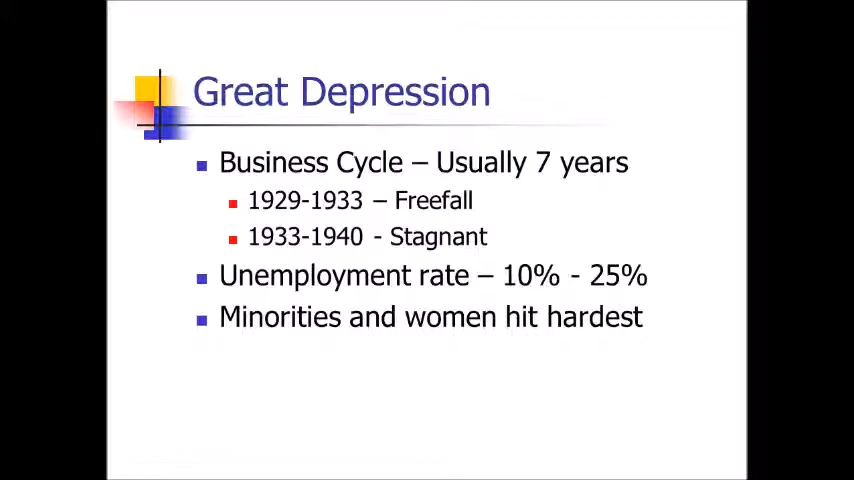 Great Depression
Business Cycle – Usually 7 years
1929-1933 – Freefall
1933-1940 - Stagnant
Unemployment rate – 10% - 25%
Minorities and women hit hardest